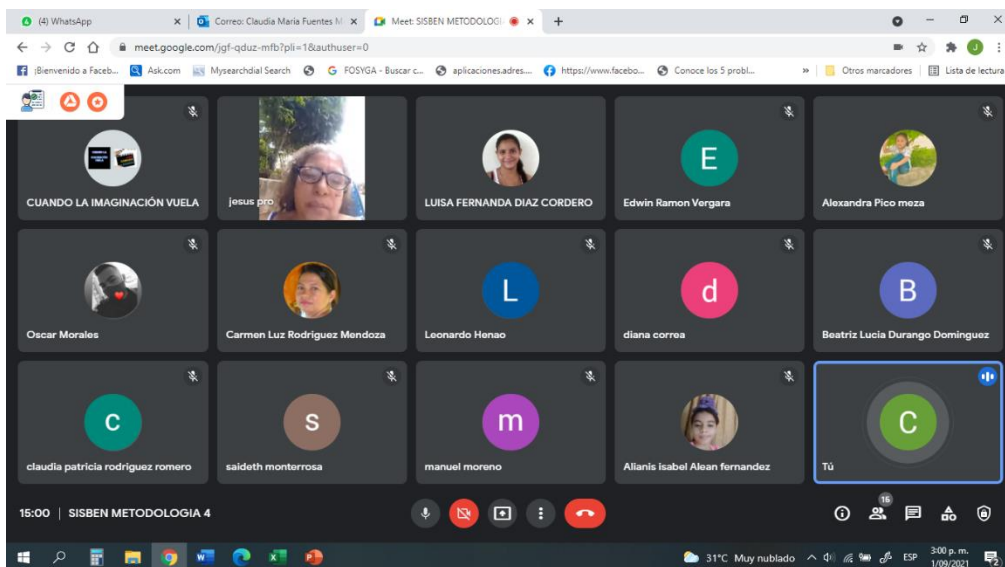 (4) WhatsApp
Correo: Claudia Maria Fuentes M
Meet: SISBEN METODOLOGI
meet.google.com/jgf-qduz-mfb?pli=1&authuser=0
¡Bienvenido a Faceb...
Ask.com
Mysearchdial Search
FOSYGA - Buscar c...
aplicaciones.adres....
https://www.facebo...
Conoce los 5 probl...
»
Otros marcadores
Lista de lectura
CUANDO LA IMAGINACIÓN VUELA
jesus pro
LUISA FERNANDA DIAZ CORDERO
E
Edwin Ramon Vergara
Alexandra Pico meza
Oscar Morales
Carmen Luz Rodriguez Mendoza
L
Leonardo Henao
d
diana correa
B
Beatriz Lucia Durango Dominguez
c
claudia patricia rodriguez romero
s
saideth monterrosa
m
manuel moreno
Alianis isabel Alean fernandez
C
Tú
15:00 | SISBEN METODOLOGIA 4
16
31°C Muy nublado
ESP
3:00 p. m.
1/09/2021
2